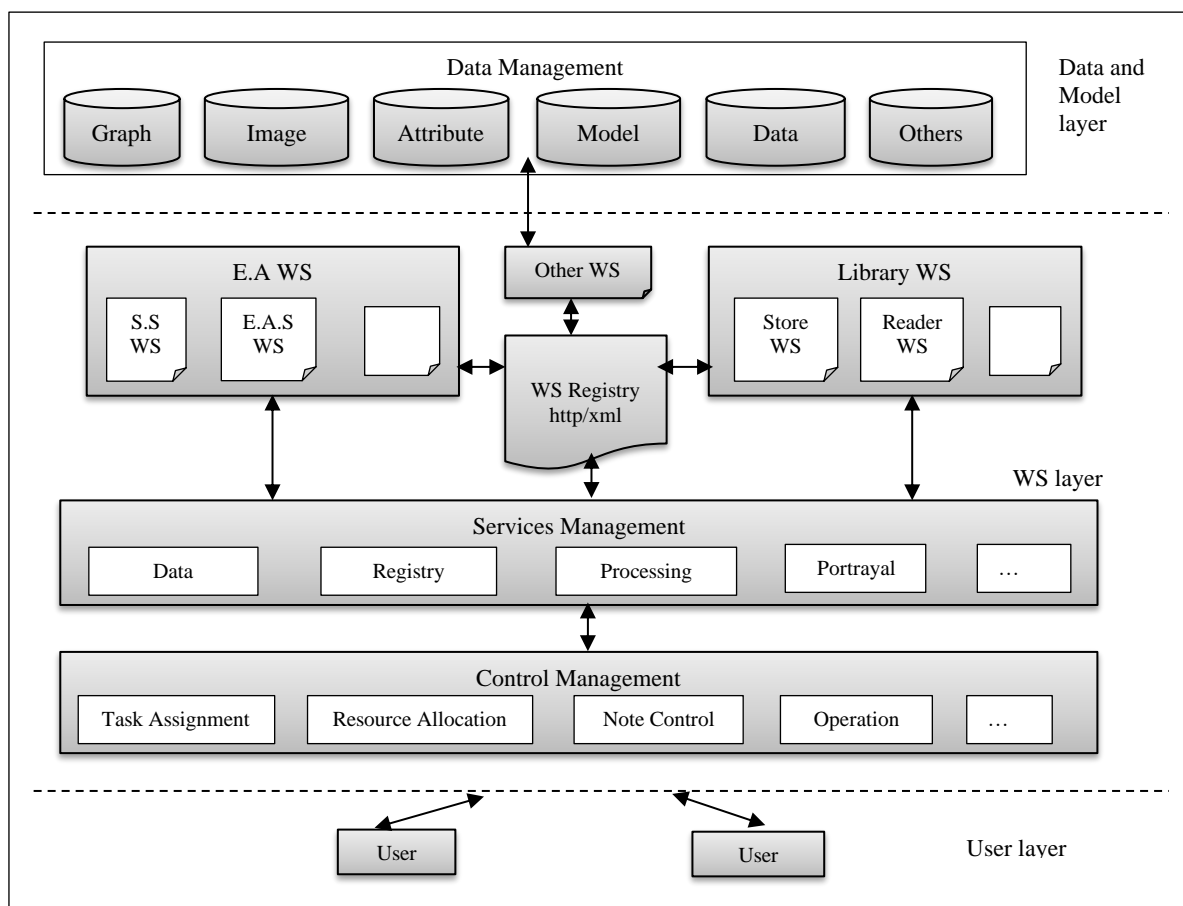 Data Management
Data and
Model
layer
Graph
Image
Attribute
Model
Data
Others
E.A WS
S.S
WS
E.A.S
WS
Other WS
Library WS
Store
WS
Reader
WS
WS Registry
http/xml
WS layer
Services Management
Data
Registry
Processing
Portrayal
…
Control Management
Task Assignment
Resource Allocation
Note Control
Operation
…
User
User
User layer